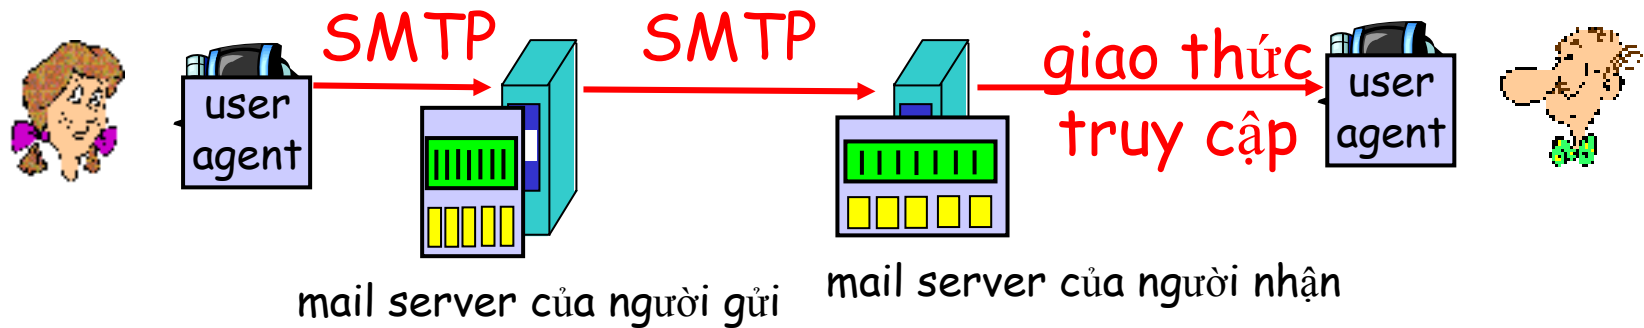 SMTP
SMTP
giao thức
truy cập
user
agent
user
agent
mail server của người gửi
mail server của người nhận